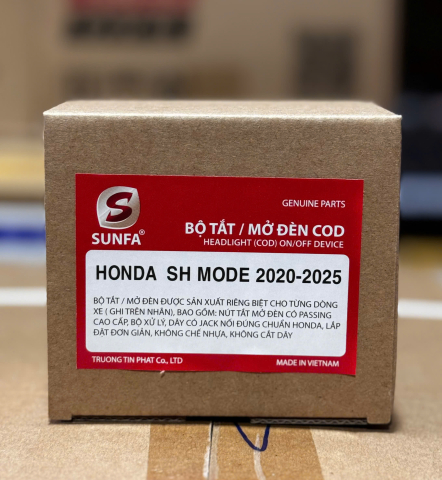 GENUINE PARTS
S
SUNFA®
BỘ TẮT / MỞ ĐÈN COD
HEADLIGHT (COD) ON/OFF DEVICE
HONDA SH MODE 2020-2025
BỘ TẮT / MỞ ĐÈN ĐƯỢC SẢN XUẤT RIÊNG BIỆT CHO TỪNG DÒNG
XE ( GHI TRÊN NHÃN), BAO GỒM: NÚT TẮT MỞ ĐÈN CÓ PASSING
CAO CẤP, BỘ XỬ LÝ, DÂY CÓ JACK NỐI ĐÚNG CHUẨN HONDA, LẮP
ĐẶT ĐƠN GIẢN, KHÔNG CHẾ NHỰA, KHÔNG CẮT DÂY
TRUONG TIN PHAT Co., LTD
MADE IN VIETNAM